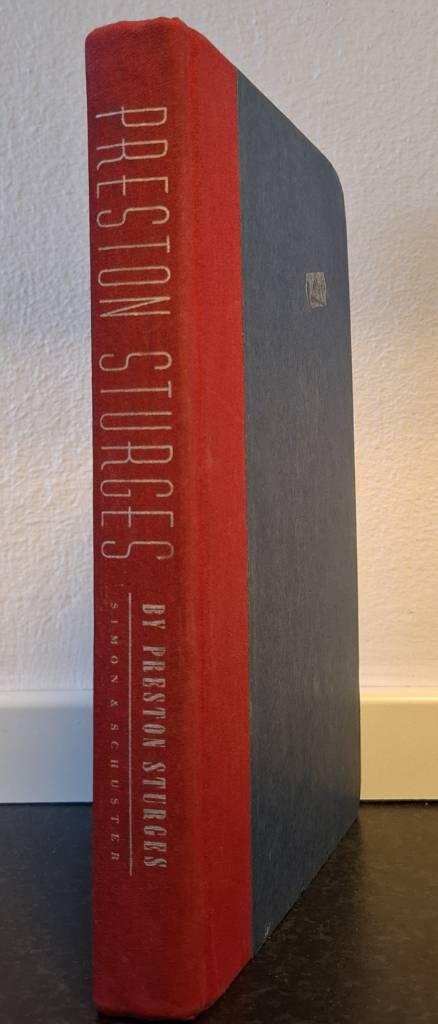 PRESTON STURGES
BY PRESTON STURGES
SIMON & SCHUSTER